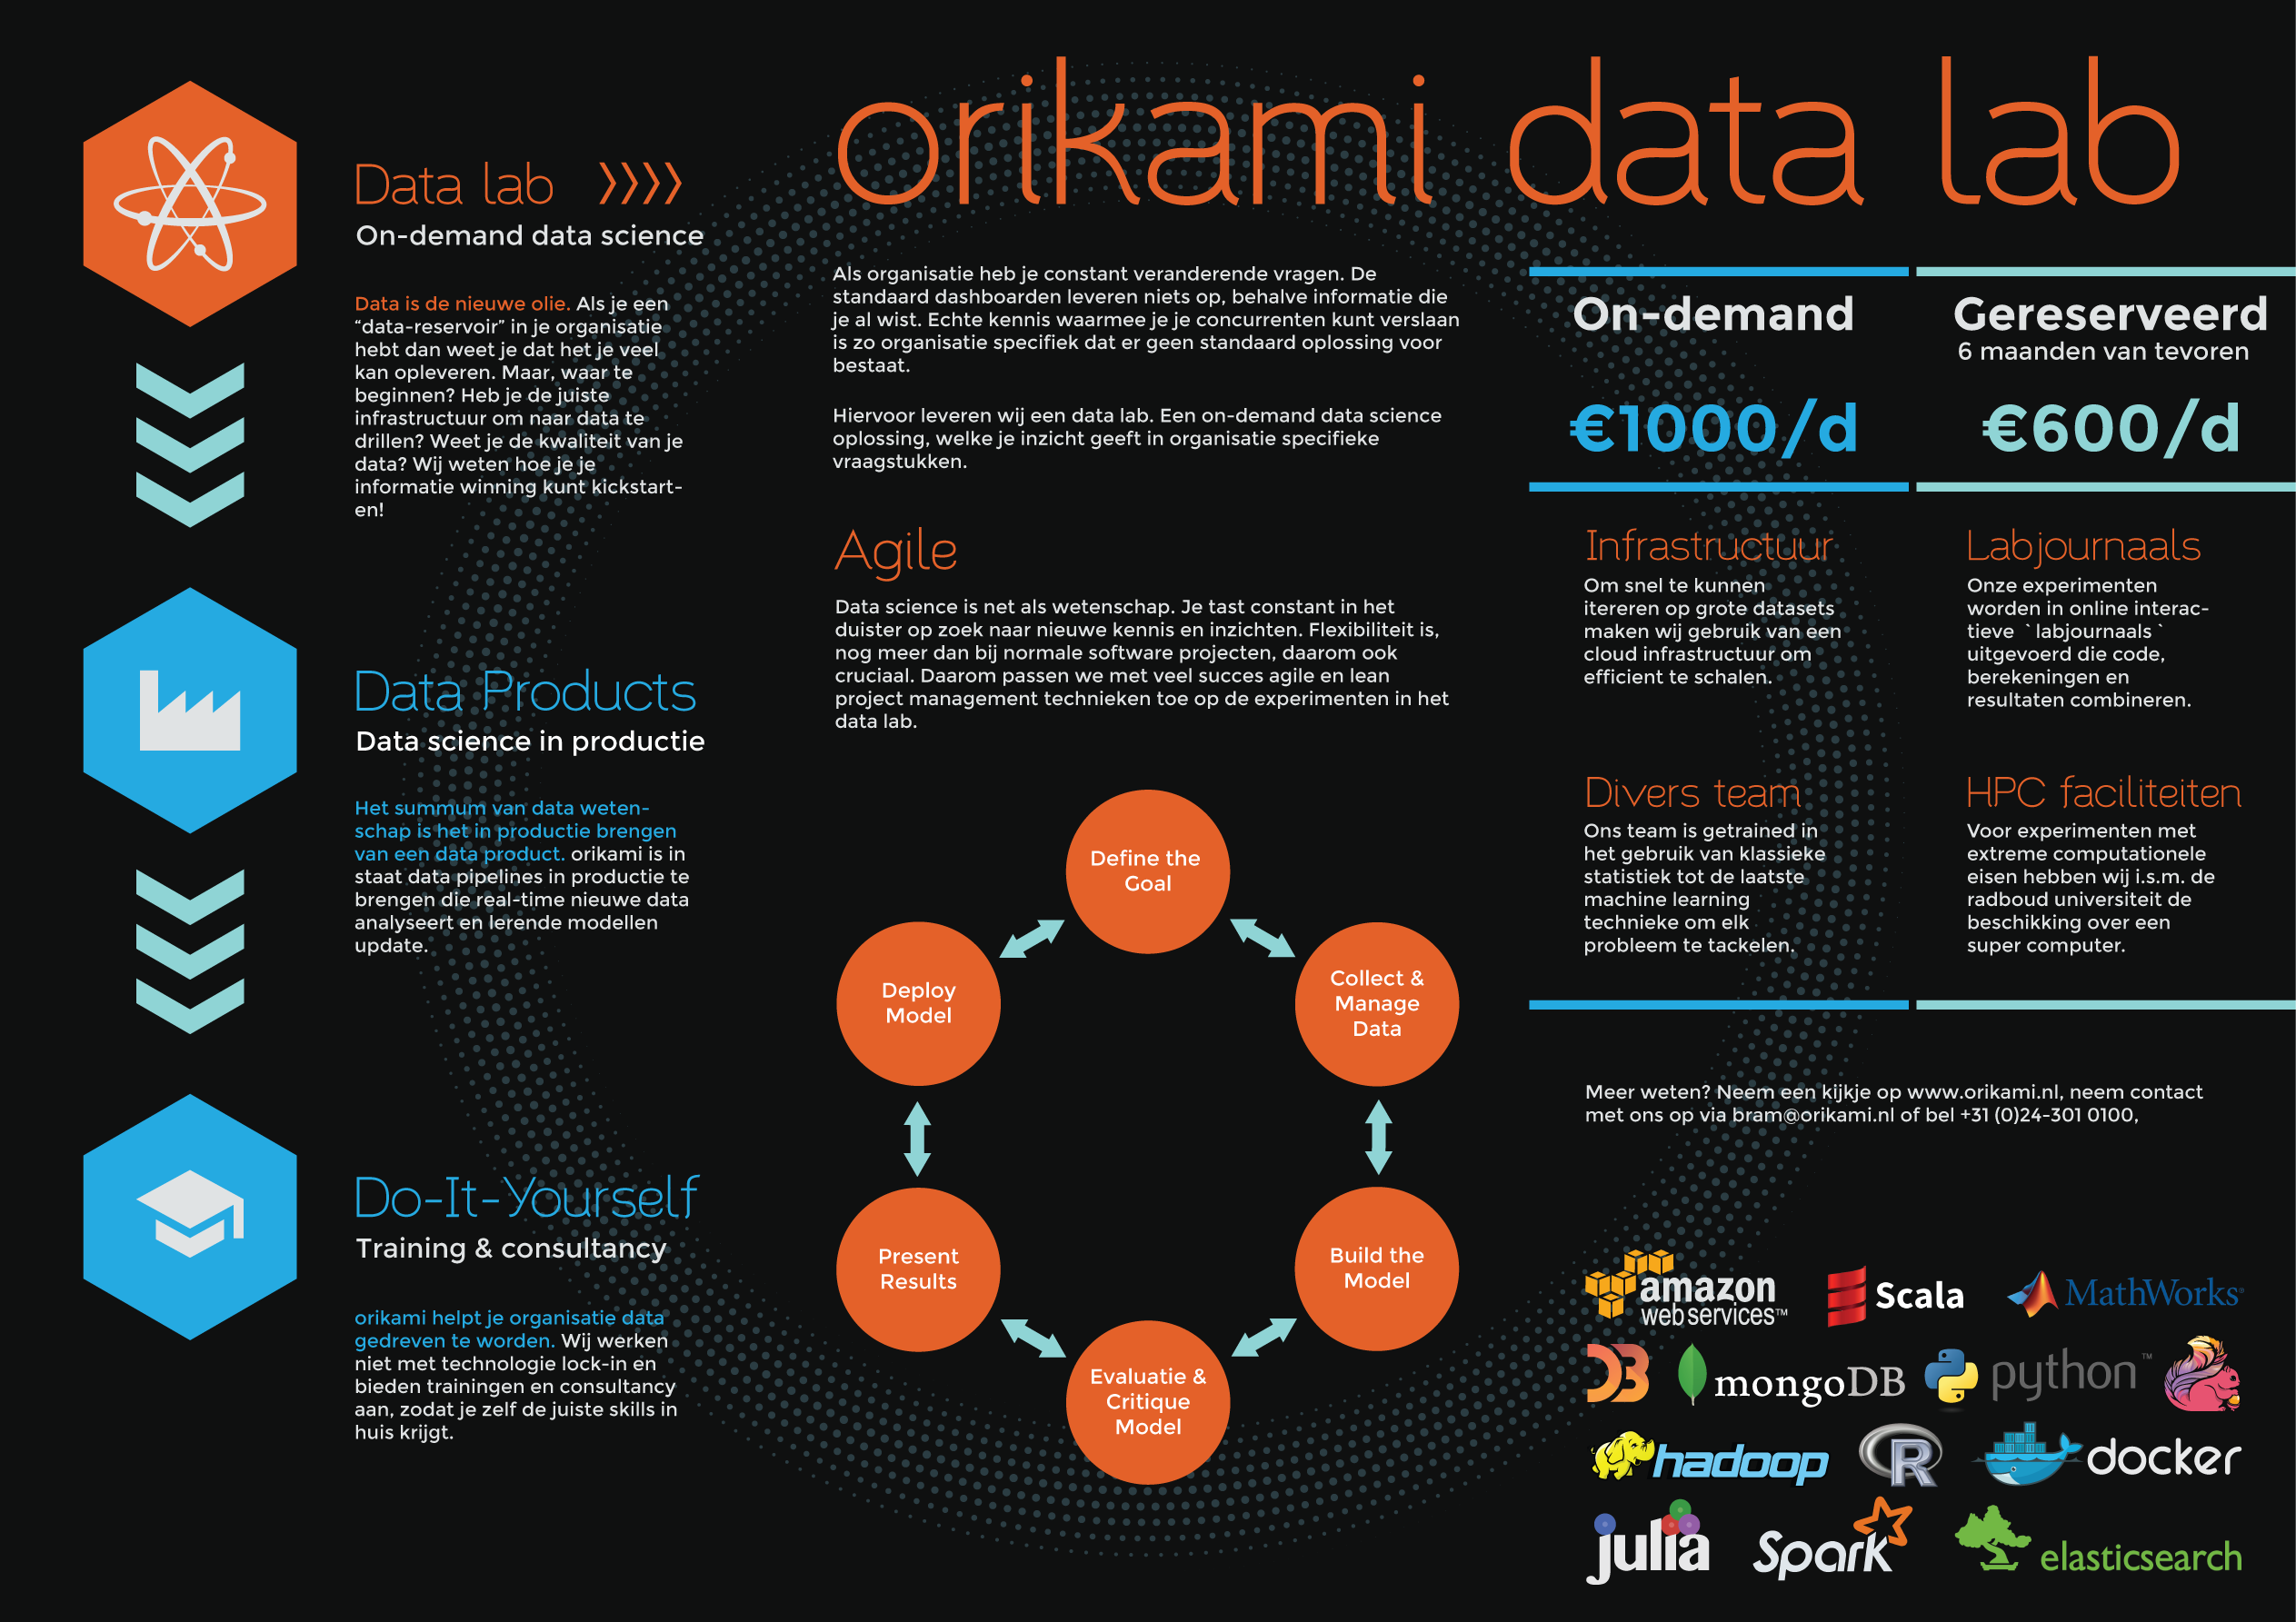 orikami data lab
Data lab
On-demand data science
Data is de nieuwe olie. Als je een
“data-reservoir” in je organisatie
hebt dan weet je dat het je veel
kan opleveren. Maar, waar te
beginnen? Heb je de juiste
infrastructuur om naar data te
drillen? Weet je de kwaliteit van je
data? Wij weten hoe je je
informatie winning kunt kickstart-
en!
Data Products
Data science in productie
Het summum van data weten-
schap is het in productie brengen
van een data product. orikami is in
staat data pipelines in productie te
brengen die real-time nieuwe data
analyseert en lerende modellen
update.
Do-It-Yourself
Training & consultancy
orikami helpt je organisatie data
gedreven te worden. Wij werken
niet met technologie lock-in en
bieden trainingen en consultancy
aan, zodat je zelf de juiste skills in
huis krijgt.
Als organisatie heb je constant veranderende vragen. De
standaard dashboarden leveren niets op, behalve informatie die
je al wist. Echte kennis waarmee je je concurrenten kunt verslaan
is zo organisatie specifiek dat er geen standaard oplossing voor
bestaat.
Hiervoor leveren wij een data lab. Een on-demand data science
oplossing, welke je inzicht geeft in organisatie specifieke
vraagstukken.
Agile
Data science is net als wetenschap. Je tast constant in het
duister op zoek naar nieuwe kennis en inzichten. Flexibiliteit is,
nog meer dan bij normale software projecten, daarom ook
cruciaal. Daarom passen we met veel succes agile en lean
project management technieken toe op de experimenten in het
data lab.
Define the
Goal
Collect &
Manage
Data
Build the
Model
Evaluatie &
Critique
Model
Present
Results
Deploy
Model
On-demand
€1000/d
Gereserveerd
6 maanden van tevoren
€600/d
Infrastructuur
Om snel te kunnen
itereren op grote datasets
maken wij gebruik van een
cloud infrastructuur om
efficient te schalen.
Labjournaals
Onze experimenten
worden in online interac-
tieve `labjournaals`
uitgevoerd die code,
berekeningen en
resultaten combineren.
Divers team
Ons team is getrained in
het gebruik van klassieke
statistiek tot de laatste
machine learning
technieke om elk
probleem te tackelen.
HPC faciliteiten
Voor experimenten met
extreme computationele
eisen hebben wij i.s.m. de
radboud universiteit de
beschikking over een
super computer.
Meer weten? Neem een kijkje op www.orikami.nl, neem contact
met ons op via bram@orikami.nl of bel +31 (0)24-301 0100,
amazon
web services™
Scala
MathWorks®
D3
mongoDB
python™
hadoop
R
docker
julia
Spark
elasticsearch